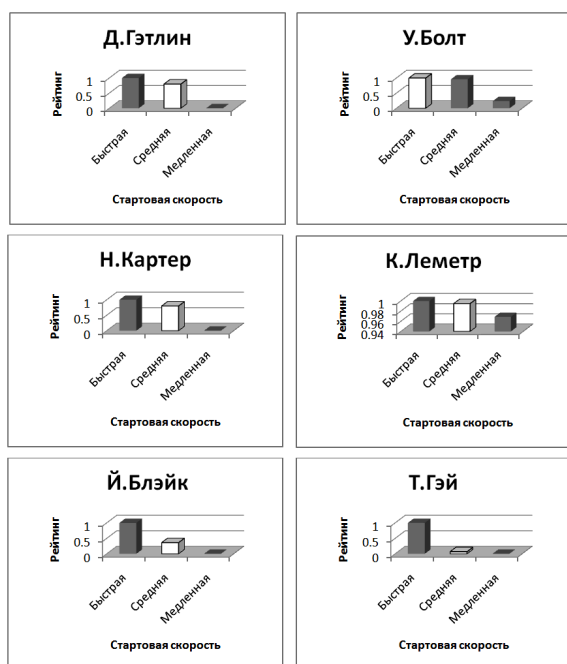 Д.Гэтлин
Рейтинг
1
0.5
0
Быстрая
Средняя
Медленная
Стартовая скорость
У.Болт
Рейтинг
1
0.5
0
Быстрая
Средняя
Медленная
Стартовая скорость
Н.Картер
Рейтинг
1
0.5
0
Быстрая
Средняя
Медленная
Стартовая скорость
К.Леметр
Рейтинг
1
0.98
0.96
0.94
Быстрая
Средняя
Медленная
Стартовая скорость
Й.Блэйк
Рейтинг
1
0.5
0
Быстрая
Средняя
Медленная
Стартовая скорость
Т.Гэй
Рейтинг
1
0.5
0
Быстрая
Средняя
Медленная
Стартовая скорость